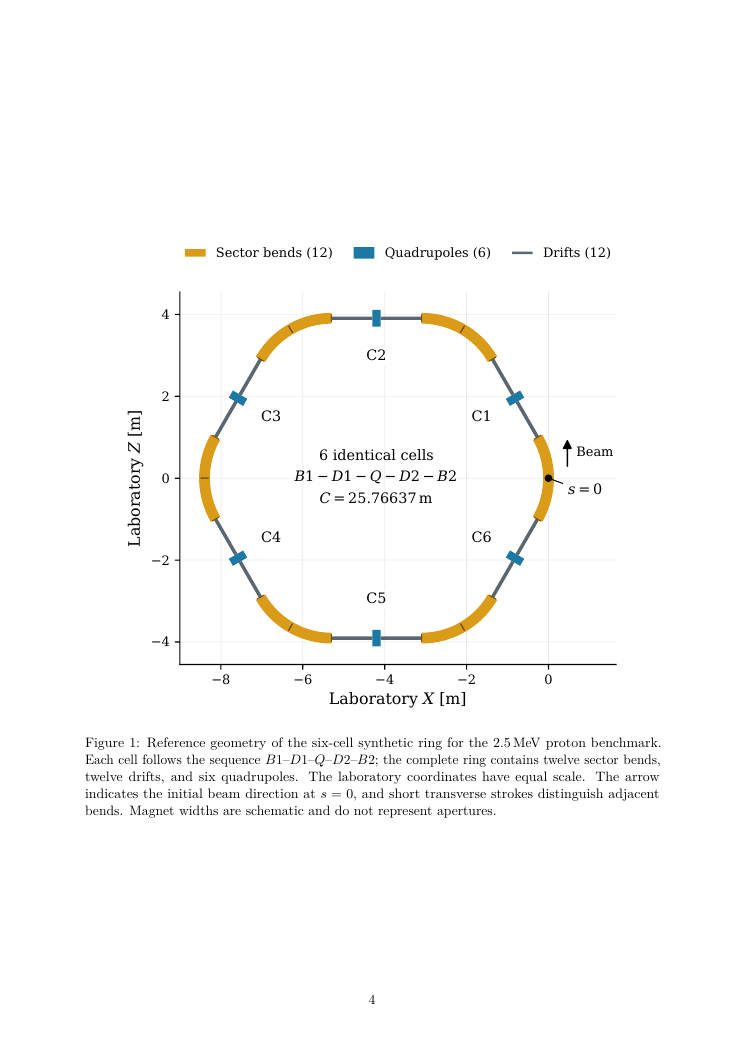 Sector bends (12) Quadrupoles (6) Drifts (12)
4
2
0
−2
−4
Laboratory Z [m]
C2
C3
C1
6 identical cells
B1 − D1 − Q − D2 − B2
C = 25.76637 m
Beam
s = 0
C4
C6
C5
−8 −6 −4 −2 0
Laboratory X [m]
Figure 1: Reference geometry of the six-cell synthetic ring for the 2.5 MeV proton benchmark.
Each cell follows the sequence B1–D1–Q–D2–B2; the complete ring contains twelve sector bends,
twelve drifts, and six quadrupoles. The laboratory coordinates have equal scale. The arrow
indicates the initial beam direction at s = 0, and short transverse strokes distinguish adjacent
bends. Magnet widths are schematic and do not represent apertures.
4